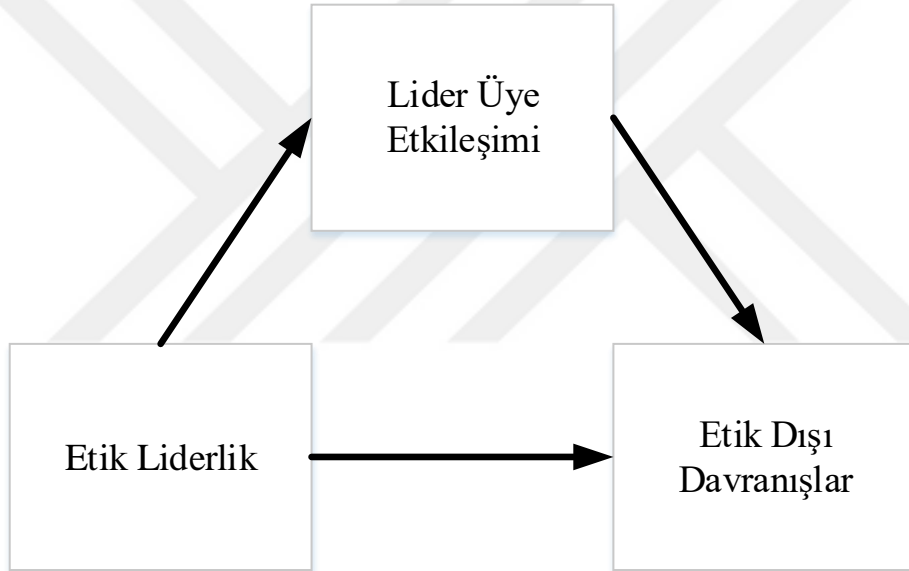 Lider Üye
Etkileşimi
Etik Liderlik
Etik Dışı
Davranışlar